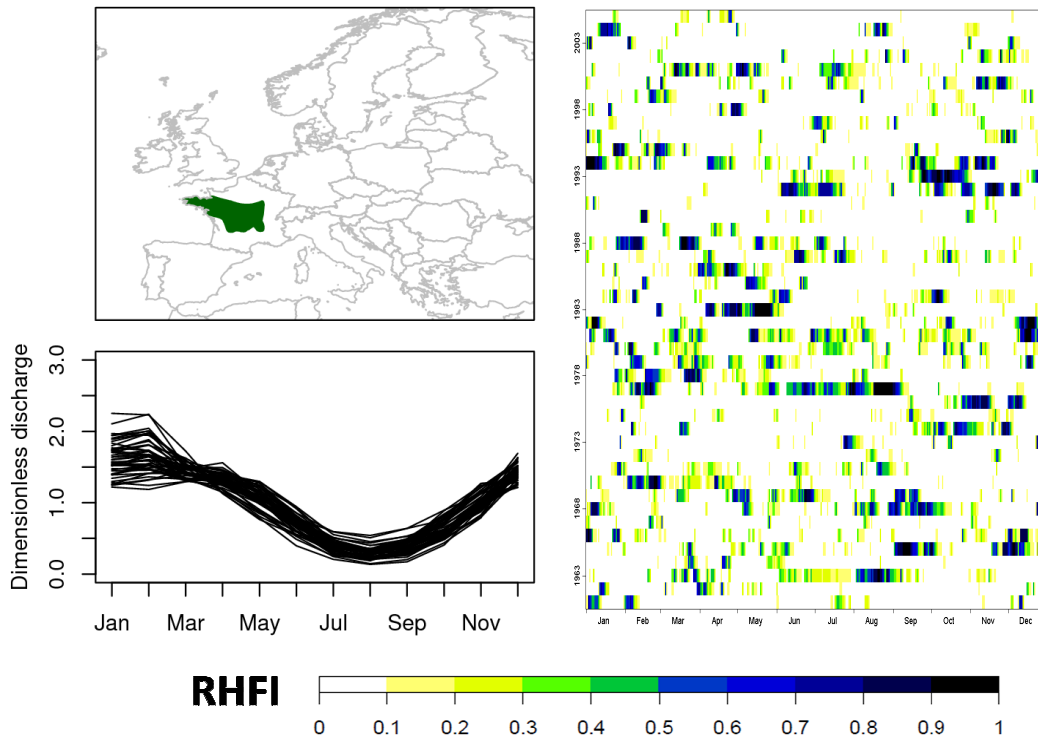 Dimensionless discharge
3.0
2.0
1.0
0.0
Jan Mar May Jul Sep Nov
2003
1998
1993
1988
1983
1978
1973
1968
1963
Jan Feb Mar Apr May Jun Jul Aug Sep Oct Nov Dec
RHFI
0 0.1 0.2 0.3 0.4 0.5 0.6 0.7 0.8 0.9 1